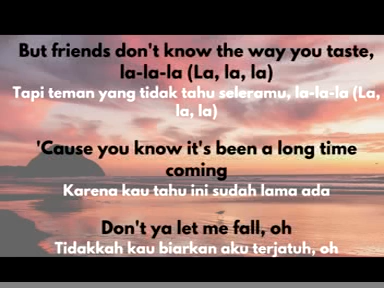 But friends don't know the way you taste,
la-la-la (La, la, la)
Tapi teman yang tidak tahu seleramu, la-la-la (La,
la, la)
'Cause you know it's been a long time
coming
Karena kau tahu ini sudah lama ada
Don't ya let me fall, oh
Tidakkah kau biarkan aku terjatuh, oh